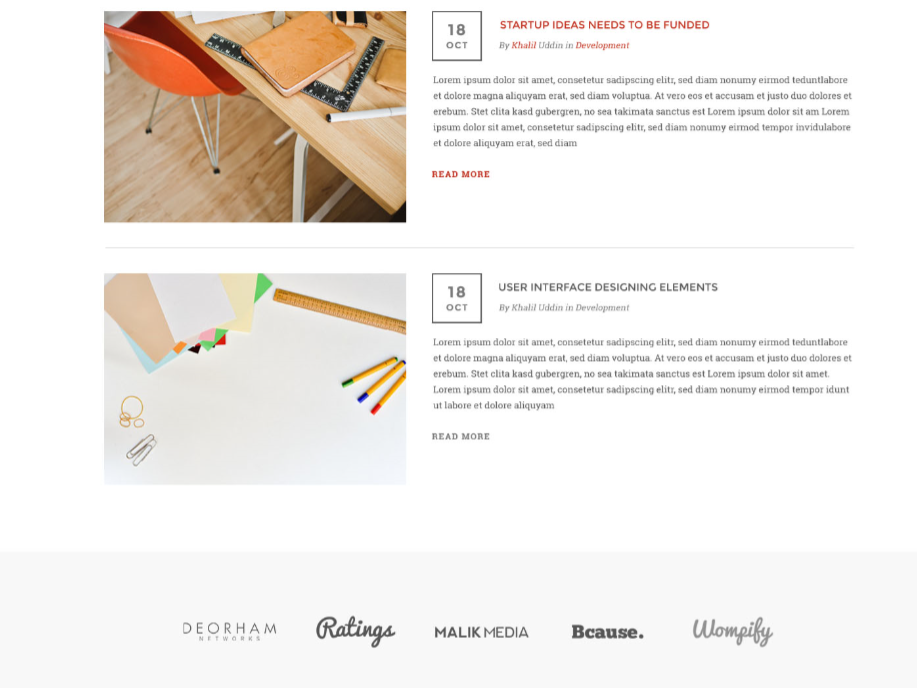 18
OCT
STARTUP IDEAS NEEDS TO BE FUNDED
By Khalil Uddin in Development
Lorem ipsum dolor sit amet, consetetur sadipscing elitr, sed diam nonumy eirmod teduntlabore
et dolore magna aliquyam erat, sed diam voluptua. At vero eos et accusam et justo duo dolores et
erebum. Stet clita kasd gubergren, no sea takimata sanctus est Lorem ipsum dolor sit am Lorem
ipsum dolor sit amet, consetetur sadipscing elitr, sed diam nonumy eirmod tempor invidulabore
et dolore aliquyam erat, sed diam
READ MORE
18
OCT
USER INTERFACE DESIGNING ELEMENTS
By Khalil Uddin in Development
Lorem ipsum dolor sit amet, consetetur sadipscing elitr, sed diam nonumy eirmod teduntlabore
et dolore magna aliquyam erat, sed diam voluptua. At vero eos et accusam et justo duo dolores et
erebum. Stet clita kasd gubergren, no sea takimata sanctus est Lorem ipsum dolor sit amet.
Lorem ipsum dolor sit amet, consetetur sadipscing elitr, sed diam nonumy eirmod tempor idunt
ut labore et dolore aliquyam
READ MORE
DEORHAM
NETWORKS
Ratings
MALIK MEDIA
Bcause.
Wompify